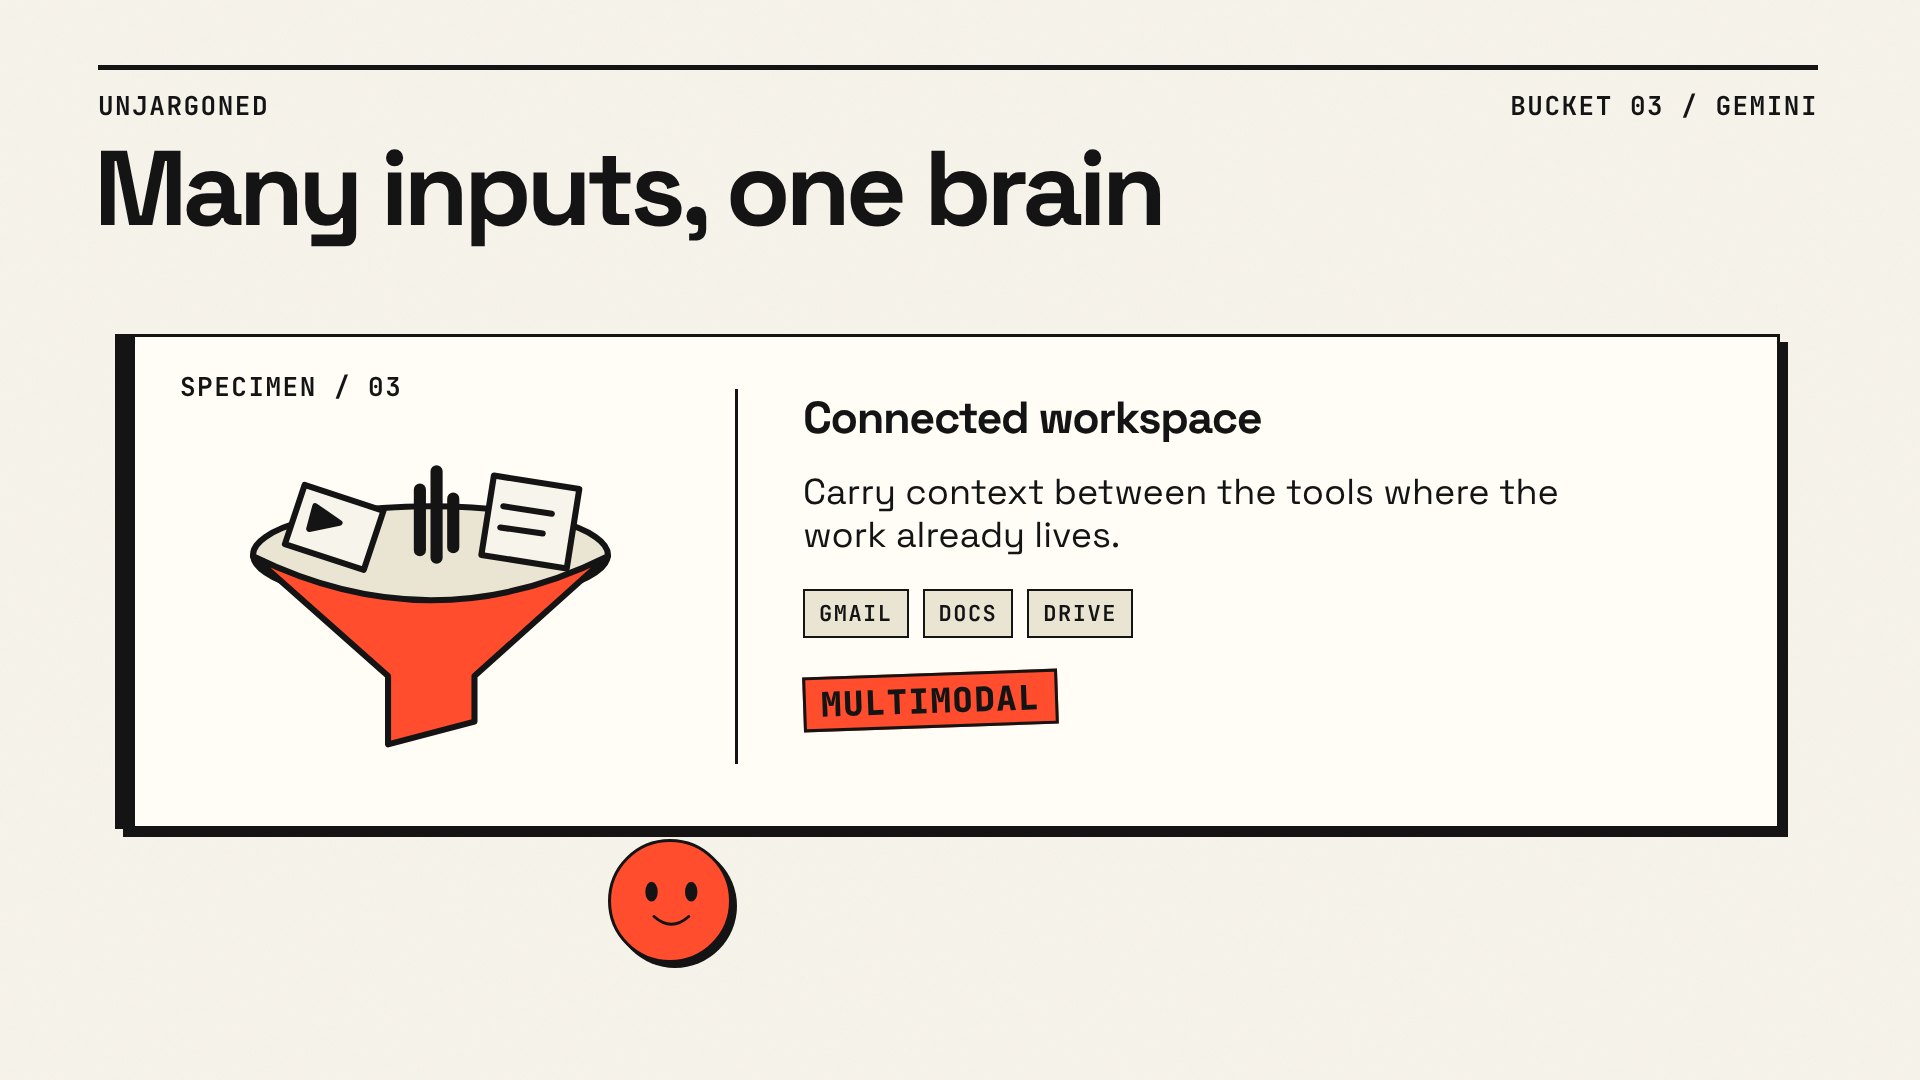 UNJARGONED
BUCKET 03 / GEMINI
Many inputs, one brain
SPECIMEN / 03
Connected workspace
Carry context between the tools where the
work already lives.
GMAIL
DOCS
DRIVE
MULTIMODAL